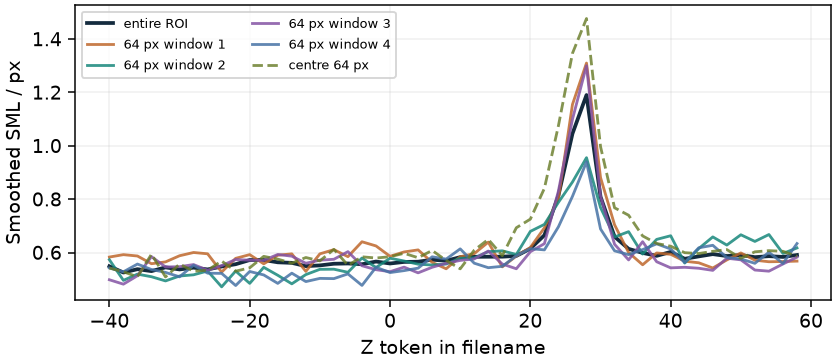 Smoothed SML / px
1.4
1.2
1.0
0.8
0.6
entire ROI
64 px window 1
64 px window 2
64 px window 3
64 px window 4
centre 64 px
−40
−20
0
20
40
60
Z token in filename